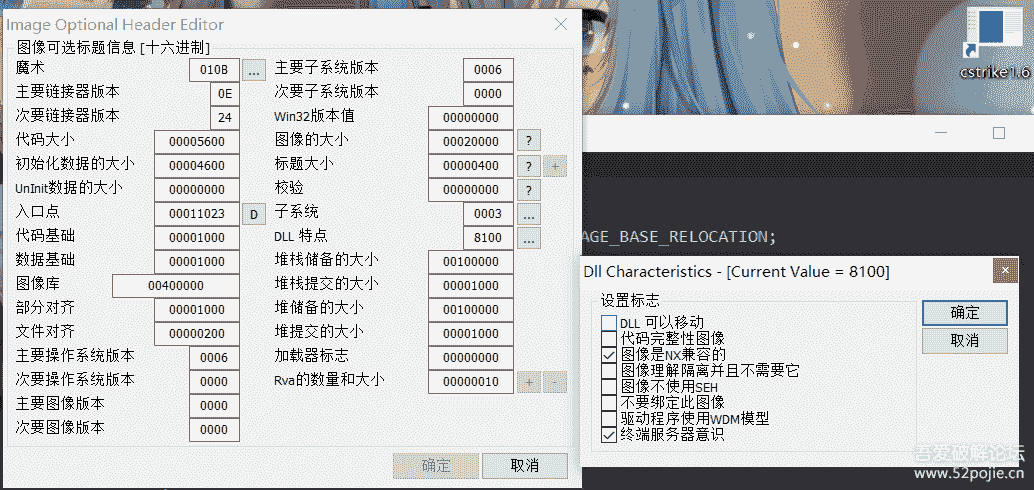 Image Optional Header Editor
图像可选标题信息 [十六进制]
魔术 010B ...
主要链接器版本 0E
次要链接器版本 24
代码大小 00005600
初始化数据的大小 00004600
UnInit数据的大小 00000000
入口点 00011023 D
代码基础 00001000
数据基础 00001000
图像库 00400000
部分对齐 00001000
文件对齐 00000200
主要操作系统版本 0006
次要操作系统版本 0000
主要图像版本 0000
次要图像版本 0000
主要子系统版本 0006
次要子系统版本 0000
Win32版本值 00000000
图像的大小 00020000 ?
标题大小 00000400 ? +
校验 00000000 ?
子系统 0003 ...
DLL 特点 8100 ...
堆栈储备的大小 00100000
堆栈提交的大小 00001000
堆储备的大小 00100000
堆提交的大小 00001000
加载器标志 00000000
Rva的数量和大小 00000010 + -
确定 取消
cstrike1.6
AGE_BASE_RELOCATION;
Dll Characteristics - [Current Value = 8100]
设置标志
DLL 可以移动
代码完整性图像
图像是NX兼容的
图像理解隔离并且不需要它
图像不使用SEH
不要绑定此图像
驱动程序使用WDM模型
终端服务器意识
确定
取消
吾爱破解论坛
www.52pojie.cn